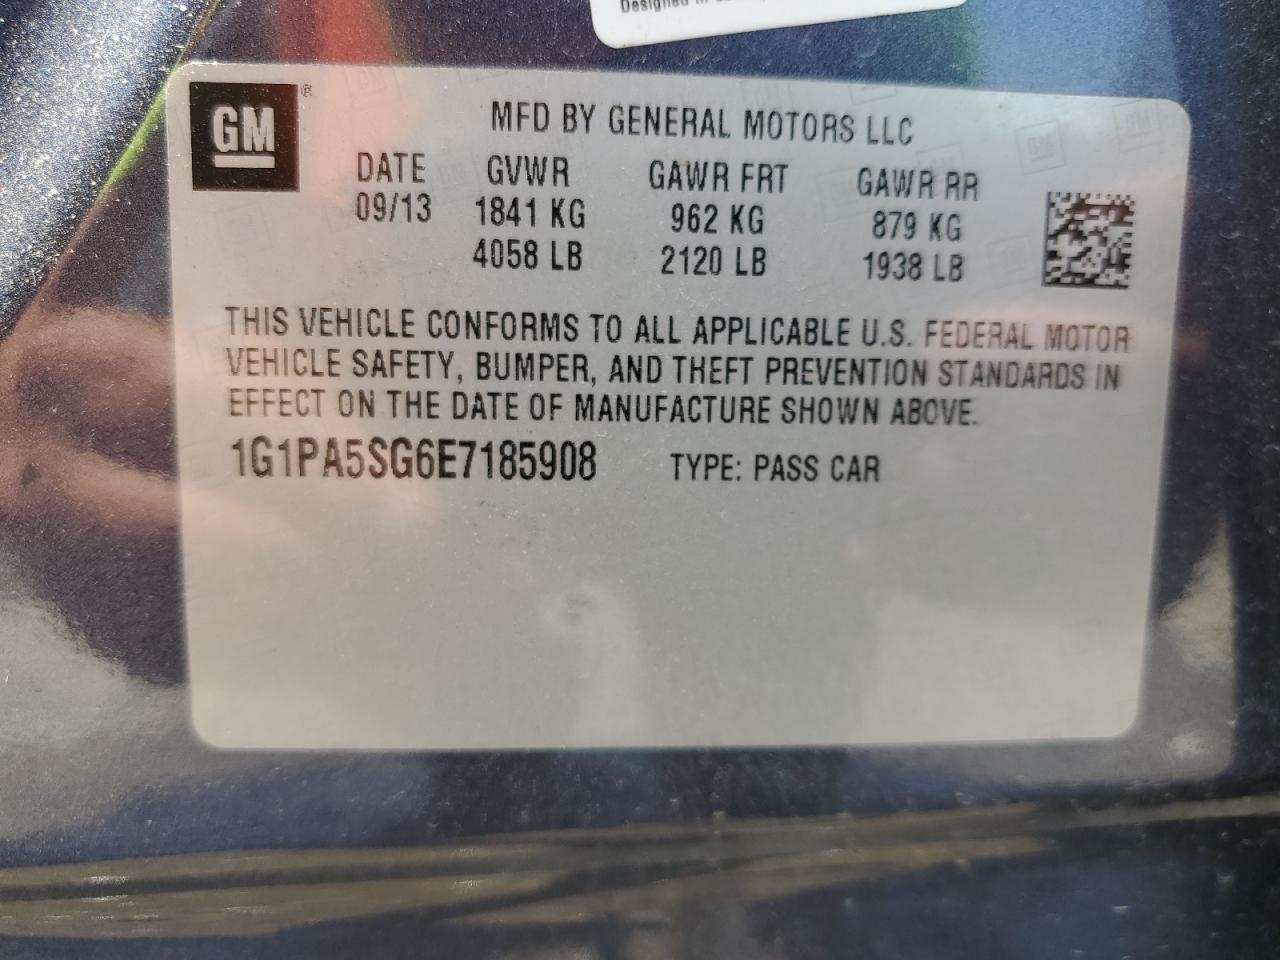 Designed in
GM ®
MFD BY GENERAL MOTORS LLC
DATE GVWR GAWR FRT GAWR RR
09/13 1841 KG 962 KG 879 KG
4058 LB 2120 LB 1938 LB
THIS VEHICLE CONFORMS TO ALL APPLICABLE U.S. FEDERAL MOTOR
VEHICLE SAFETY, BUMPER, AND THEFT PREVENTION STANDARDS IN
EFFECT ON THE DATE OF MANUFACTURE SHOWN ABOVE.
1G1PA5SG6E7185908 TYPE: PASS CAR